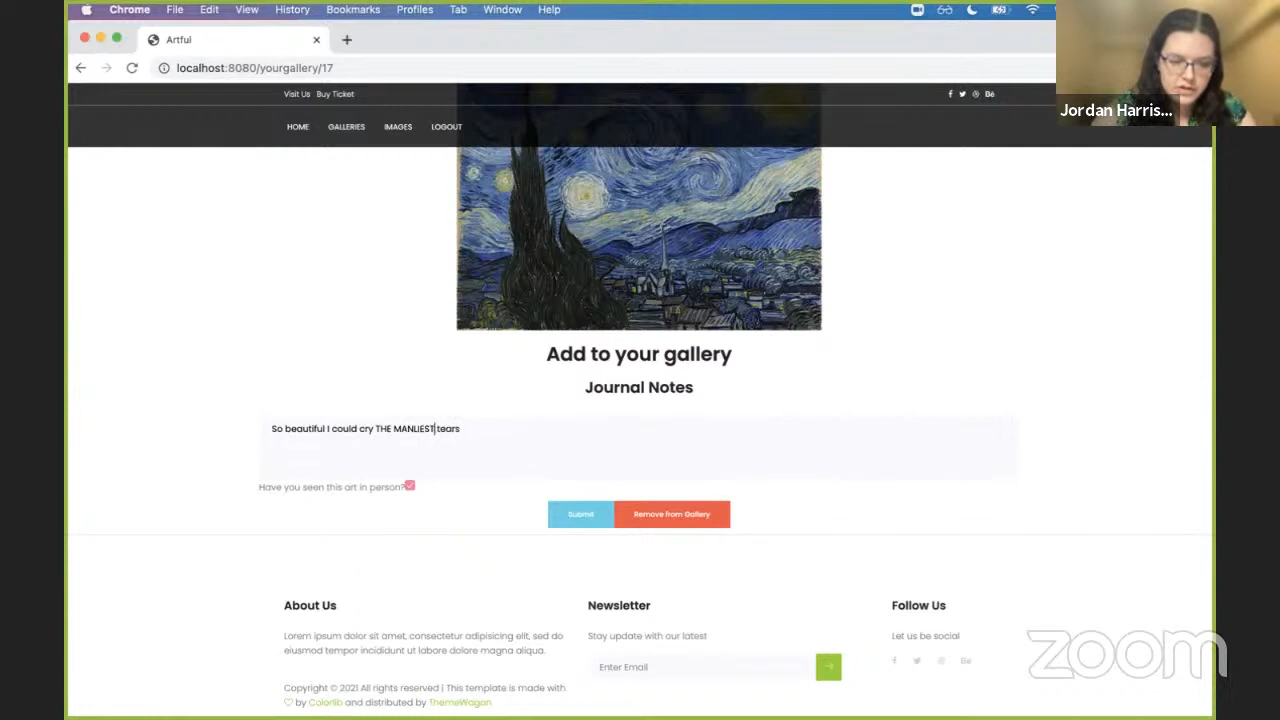 Chrome File Edit View History Bookmarks Profiles Tab Window Help
Artful
localhost:8080/yourgallery/17
Jordan Harris...
Visit Us Buy Ticket
HOME GALLERIES IMAGES LOGOUT
Add to your gallery
Journal Notes
So beautiful I could cry THE MANLIEST tears
Have you seen this art in person?
Submit Remove from Gallery
About Us
Lorem ipsum dolor sit amet, consectetur adipisicing elit, sed do
eiusmod tempor incididunt ut labore dolore magna aliqua.
Copyright © 2021 All rights reserved | This template is made with
♡ by Colorlib and distributed by ThemeWagon
Newsletter
Stay update with our latest
Enter Email
Follow Us
Let us be social
zoom